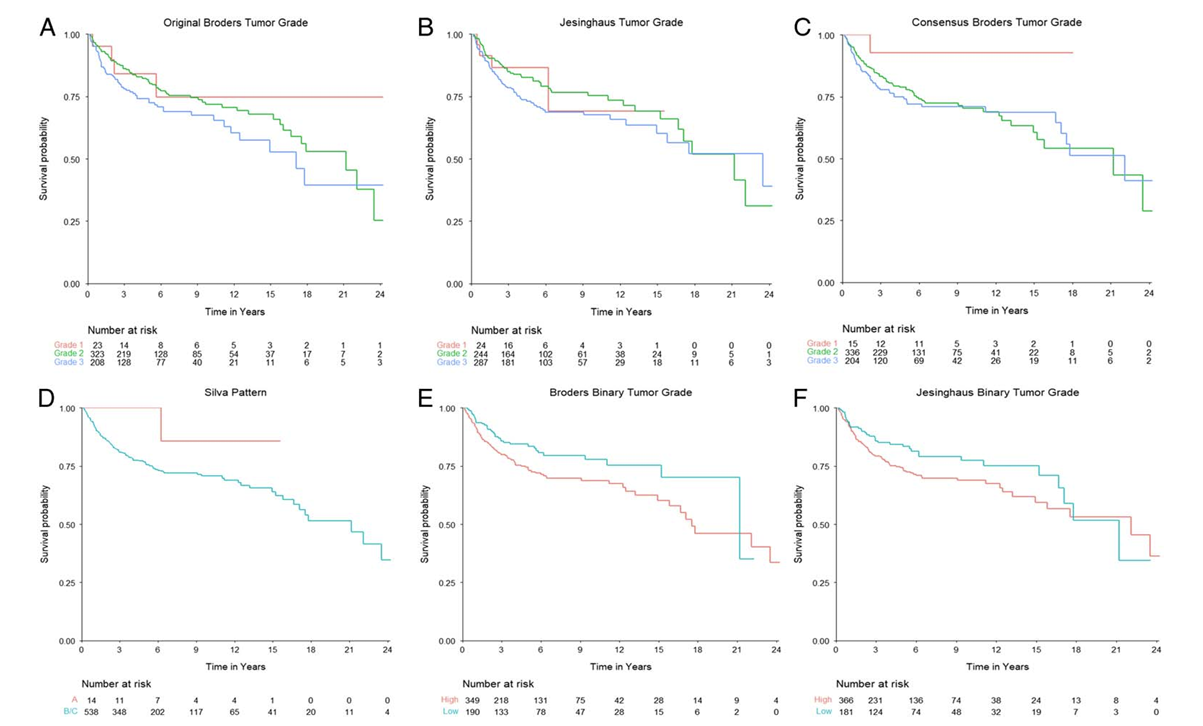 A
Original Broders Tumor Grade
1.00
0.75
0.50
0.25
0.00
Survival probability
0 3 6 9 12 15 18 21 24
Time in Years
Number at risk
Grade 1 23 14 8 6 5 3 2 1 1
Grade 2 323 219 128 85 54 37 17 7 2
Grade 3 208 128 77 40 21 11 6 5 3
B
Jesinghaus Tumor Grade
1.00
0.75
0.50
0.25
0.00
Survival probability
0 3 6 9 12 15 18 21 24
Time in Years
Number at risk
Grade 1 24 16 6 4 3 1 0 0 0
Grade 2 244 164 102 61 38 24 9 5 1
Grade 3 287 181 103 57 29 18 11 6 3
C
Consensus Broders Tumor Grade
1.00
0.75
0.50
0.25
0.00
Survival probability
0 3 6 9 12 15 18 21 24
Time in Years
Number at risk
Grade 1 15 12 11 5 3 2 1 0 0
Grade 2 336 229 131 75 41 22 8 5 2
Grade 3 204 120 69 42 26 19 11 6 2
D
Silva Pattern
1.00
0.75
0.50
0.25
0.00
Survival probability
0 3 6 9 12 15 18 21 24
Time in Years
Number at risk
A 14 11 7 4 4 1 0 0 0
B/C 538 348 202 117 65 41 20 11 4
E
Broders Binary Tumor Grade
1.00
0.75
0.50
0.25
0.00
Survival probability
0 3 6 9 12 15 18 21 24
Time in Years
Number at risk
High 349 218 131 75 42 28 14 9 4
Low 190 133 78 47 28 15 6 2 0
F
Jesinghaus Binary Tumor Grade
1.00
0.75
0.50
0.25
0.00
Survival probability
0 3 6 9 12 15 18 21 24
Time in Years
Number at risk
High 366 231 136 74 38 24 13 8 4
Low 181 124 74 48 32 19 7 3 0